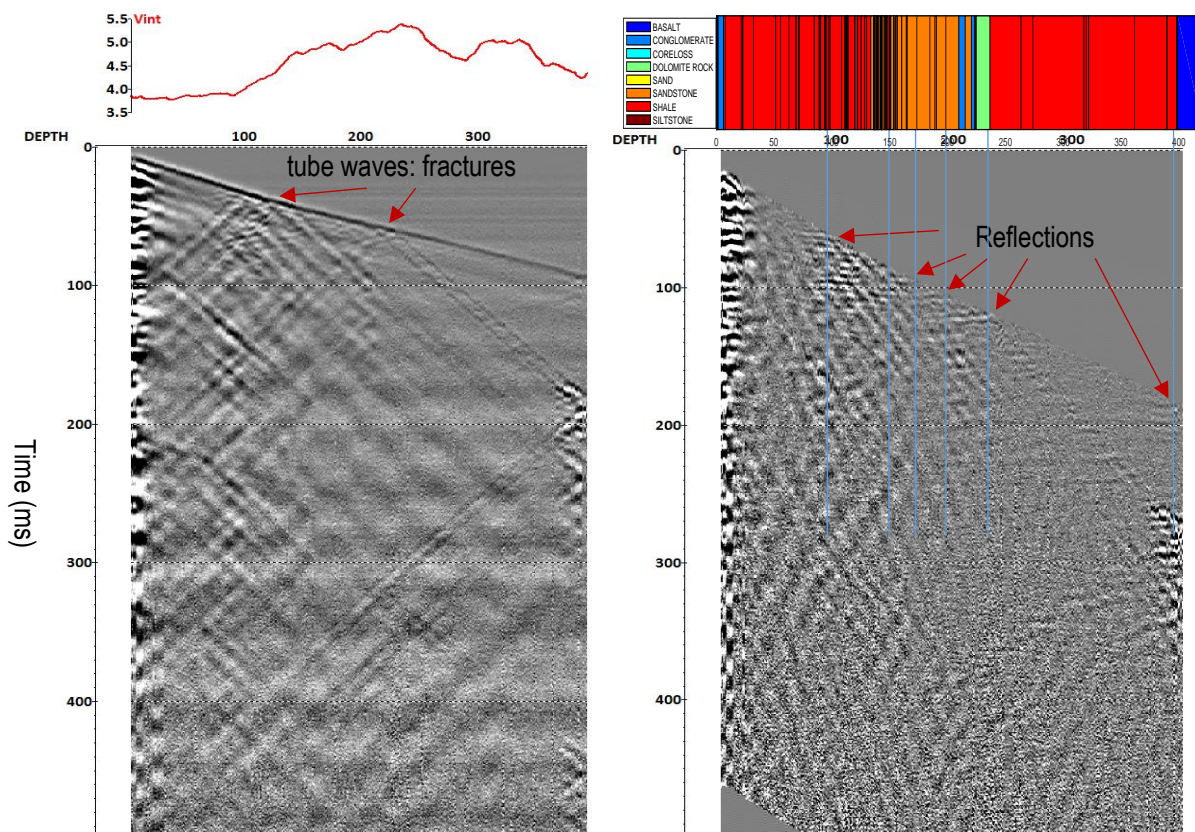 5.5 Vint
5.0
4.5
4.0
3.5
DEPTH 100 200 300
0
tube waves: fractures
100
200
300
400
Time (ms)
BASALT
CONGLOMERATE
CORELOSS
DOLOMITE ROCK
SAND
SANDSTONE
SHALE
SILTSTONE
DEPTH 0 50 100 150 200 250 300 350 400
100 200 300
0
Reflections
100
200
300
400